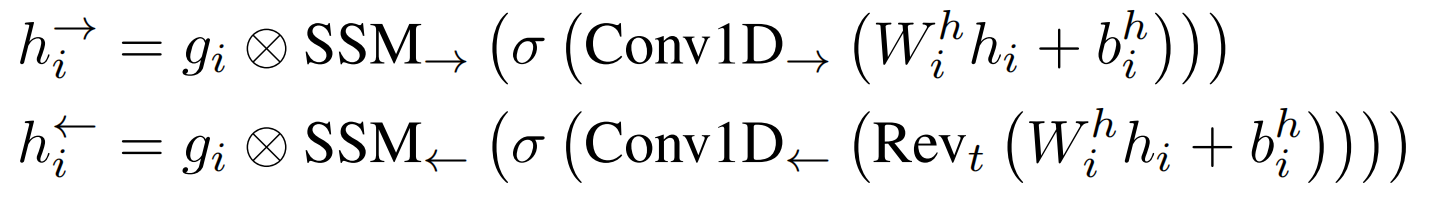 h_i^→ = g_i ⊗ SSM_→ (σ (Conv1D_→ (W_i^h h_i + b_i^h)))
h_i^← = g_i ⊗ SSM_← (σ (Conv1D_← (Rev_t (W_i^h h_i + b_i^h))))